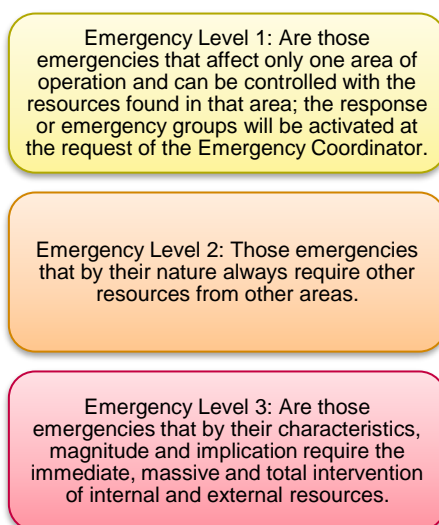 Emergency Level 1: Are those
emergencies that affect only one area of
operation and can be controlled with the
resources found in that area; the response
or emergency groups will be activated at
the request of the Emergency Coordinator.
Emergency Level 2: Those emergencies
that by their nature always require other
resources from other areas.
Emergency Level 3: Are those
emergencies that by their characteristics,
magnitude and implication require the
immediate, massive and total intervention
of internal and external resources.